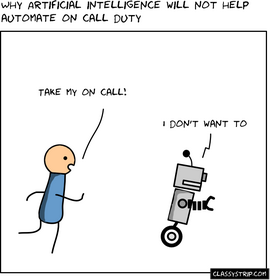 WHY ARTIFICIAL INTELLIGENCE WILL NOT HELP
AUTOMATE ON CALL DUTY
TAKE MY ON CALL!
I DON'T WANT TO
CLASSYSTRIP.COM